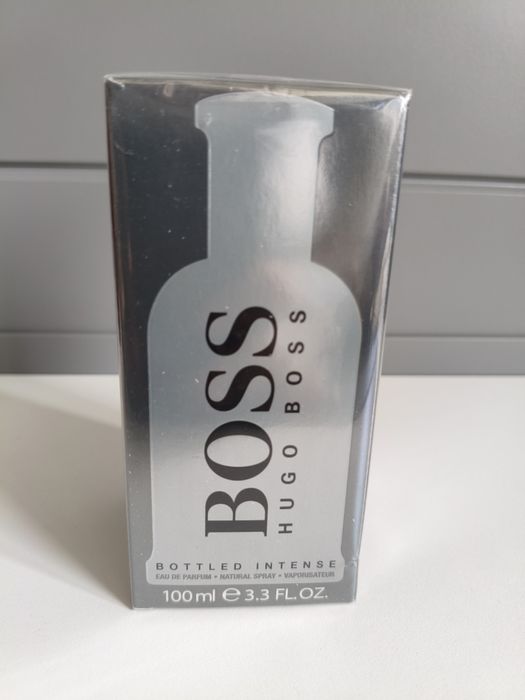 BOSS
HUGO BOSS
BOTTLED INTENSE
EAU DE PARFUM • NATURAL SPRAY • VAPORISATEUR
100 ml ℮ 3.3 FL.OZ.